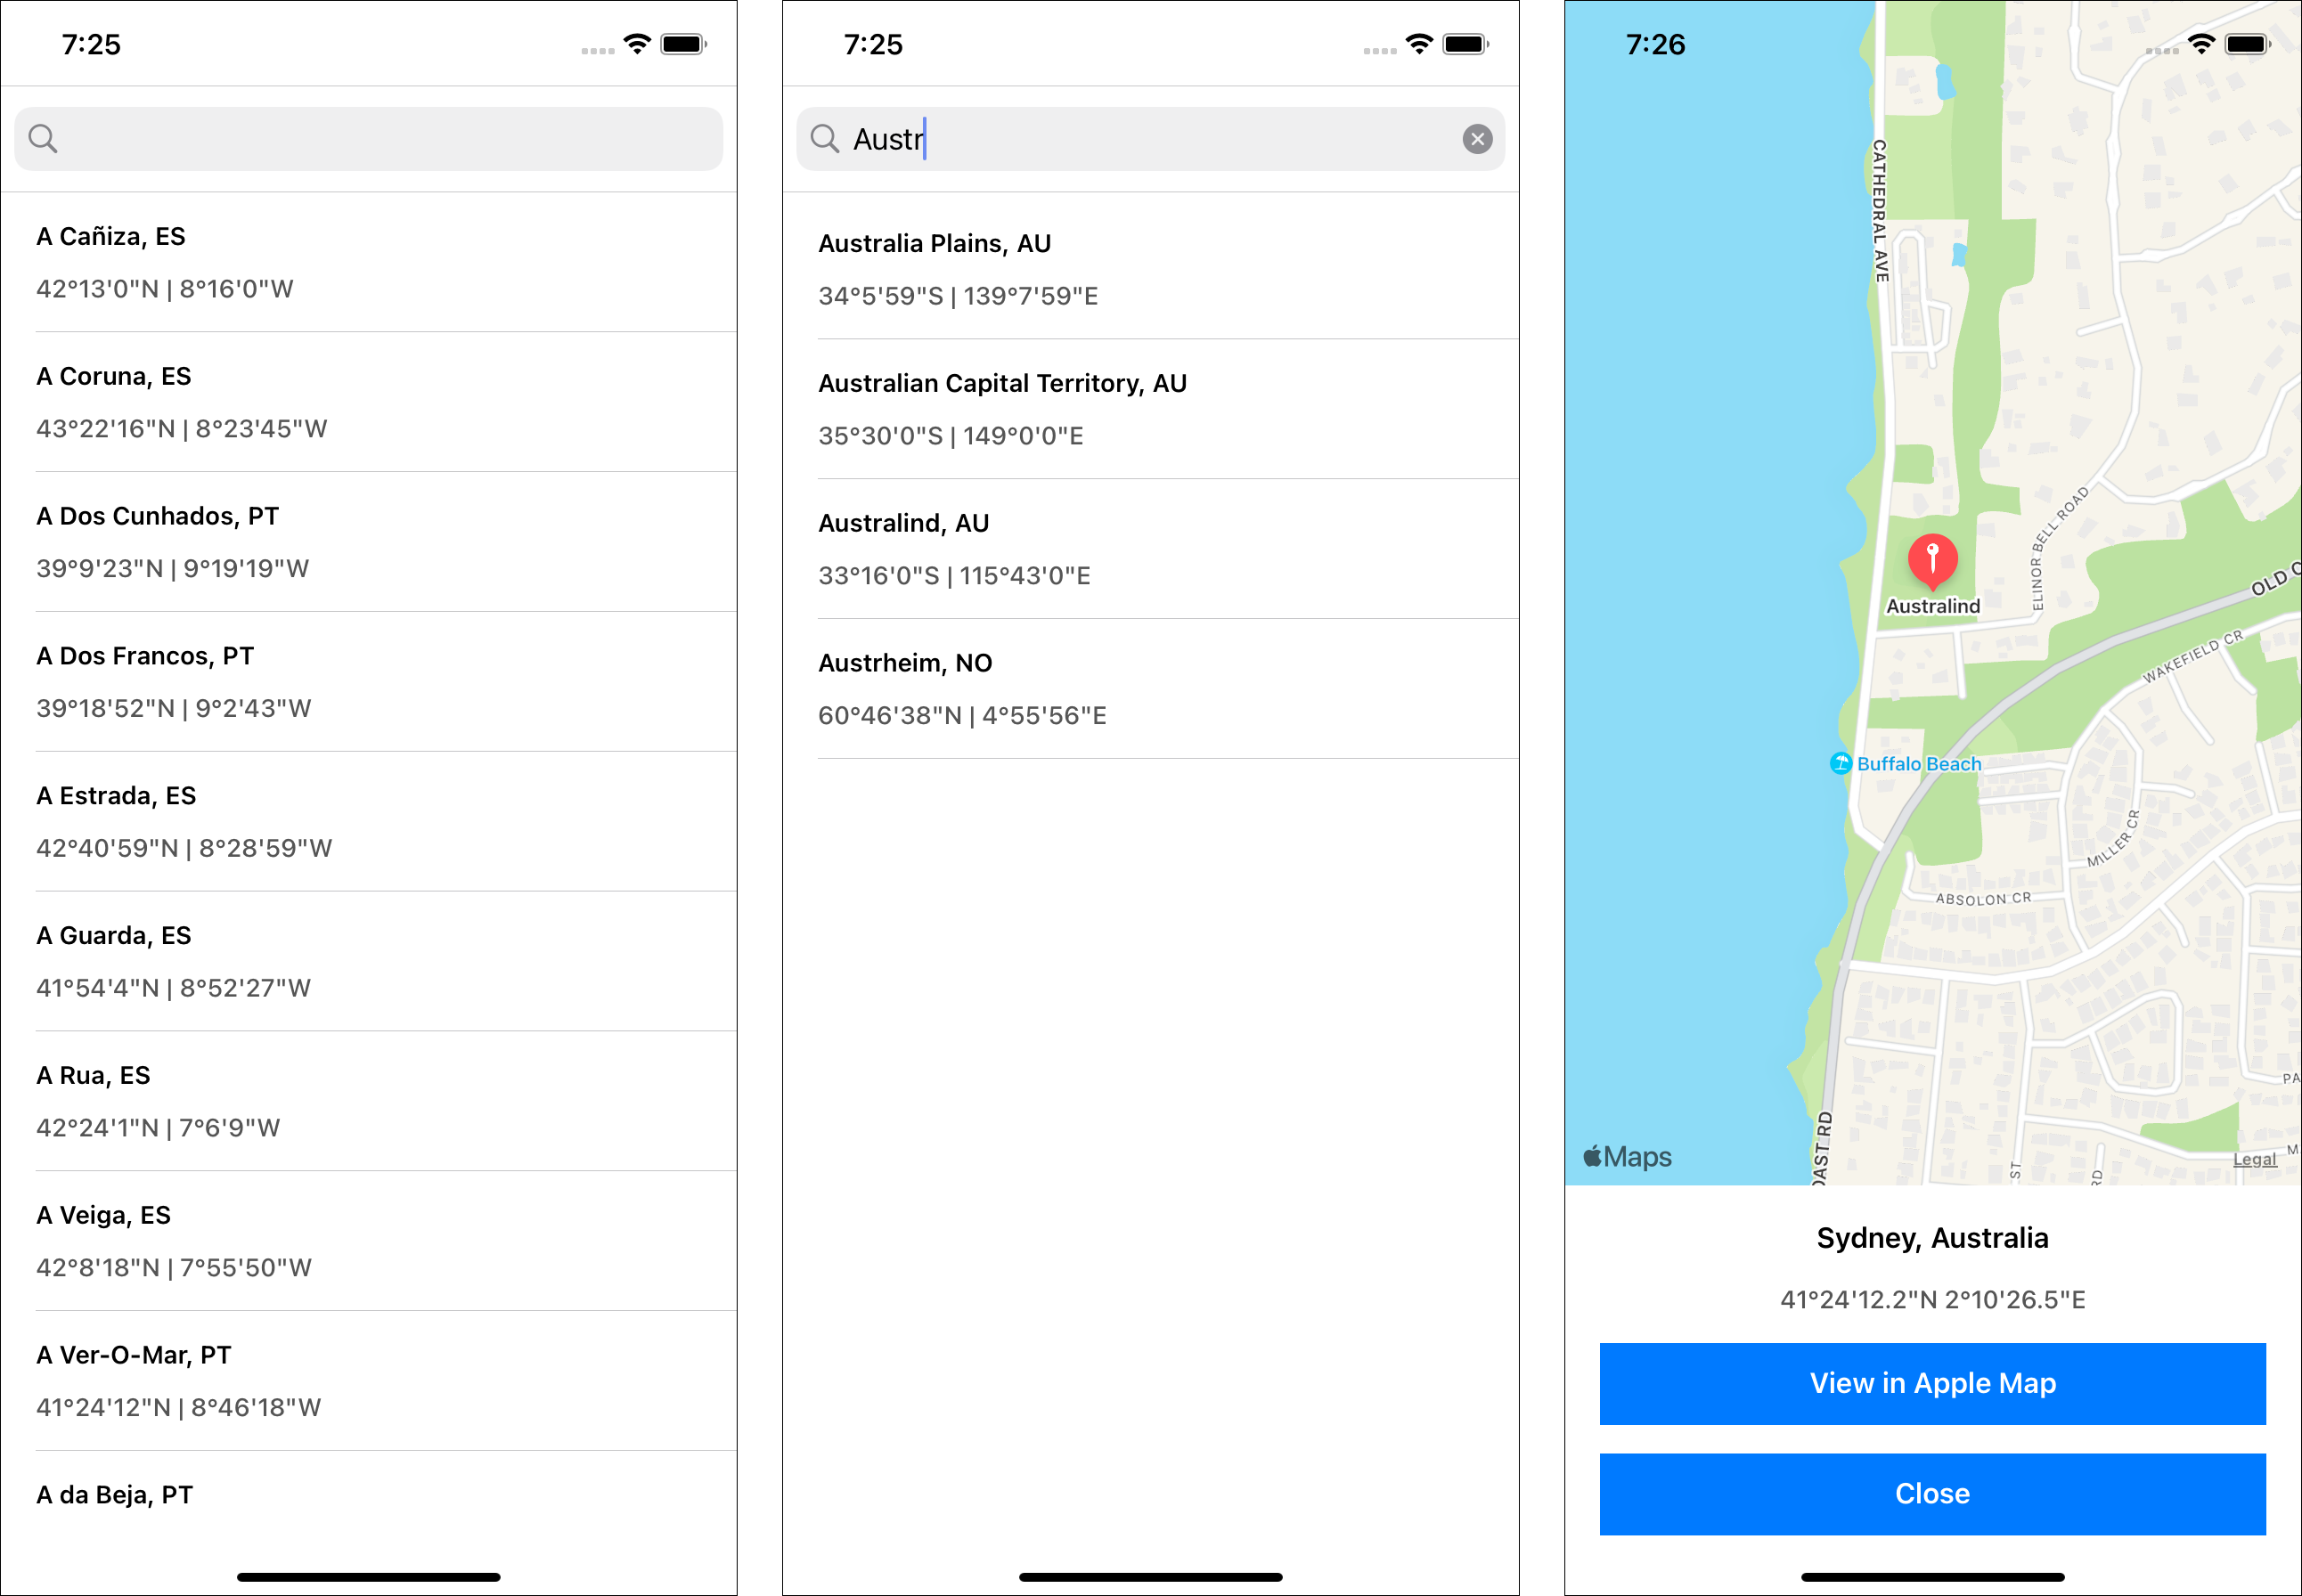 7:25
A Cañiza, ES
42°13'0"N | 8°16'0"W
A Coruna, ES
43°22'16"N | 8°23'45"W
A Dos Cunhados, PT
39°9'23"N | 9°19'19"W
A Dos Francos, PT
39°18'52"N | 9°2'43"W
A Estrada, ES
42°40'59"N | 8°28'59"W
A Guarda, ES
41°54'4"N | 8°52'27"W
A Rua, ES
42°24'1"N | 7°6'9"W
A Veiga, ES
42°8'18"N | 7°55'50"W
A Ver-O-Mar, PT
41°24'12"N | 8°46'18"W
A da Beja, PT
7:25
Austr
Australia Plains, AU
34°5'59"S | 139°7'59"E
Australian Capital Territory, AU
35°30'0"S | 149°0'0"E
Australind, AU
33°16'0"S | 115°43'0"E
Austrheim, NO
60°46'38"N | 4°55'56"E
7:26
CATHEDRAL AVE
ELINOR BELL ROAD
OLD C
Australind
WAKEFIELD CR
Buffalo Beach
MILLER CR
ABSOLON CR
PA
OAST RD
ST
RD
M
Maps
Legal
Sydney, Australia
41°24'12.2"N 2°10'26.5"E
View in Apple Map
Close